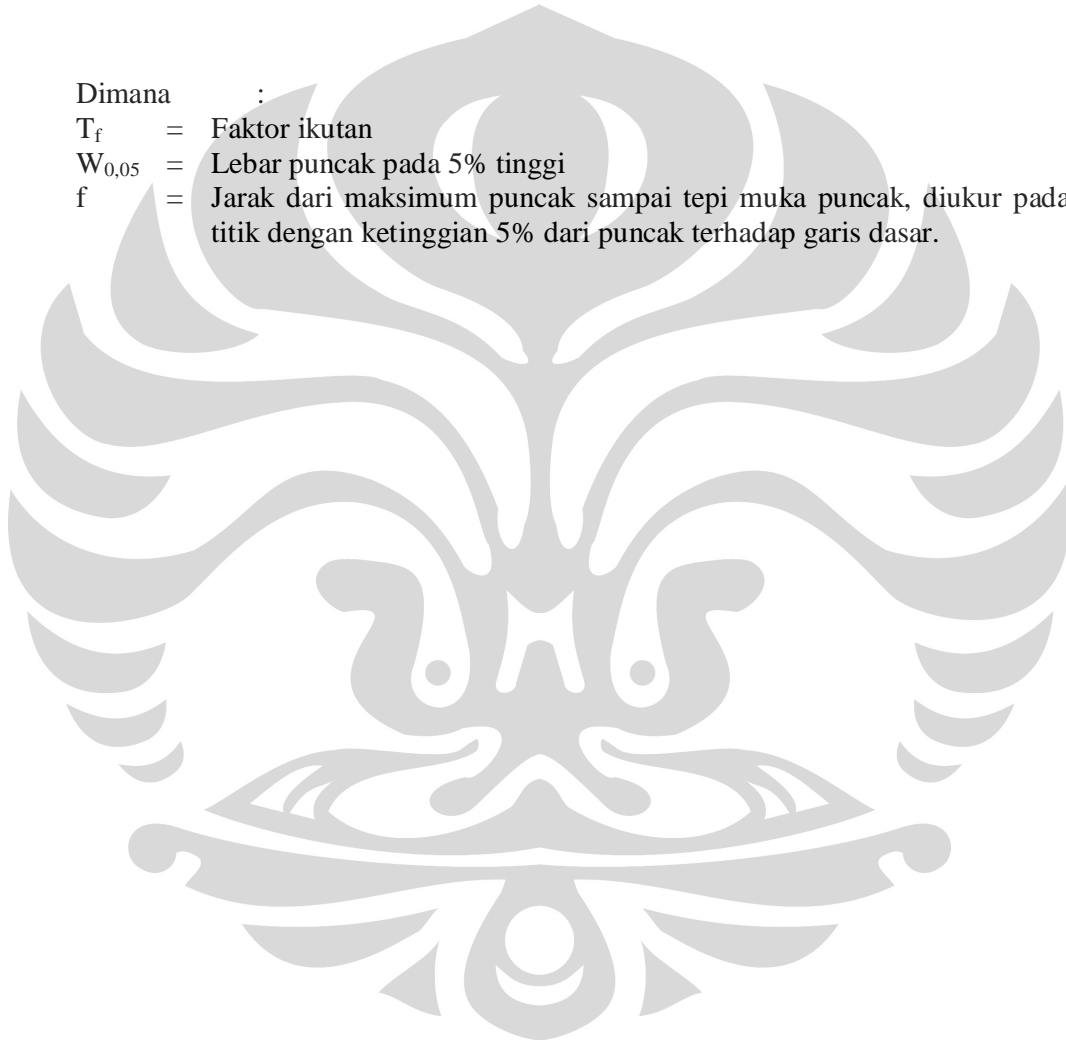 Dimana :
Tf = Faktor ikutan
W0,05 = Lebar puncak pada 5% tinggi
f = Jarak dari maksimum puncak sampai tepi muka puncak, diukur pada
titik dengan ketinggian 5% dari puncak terhadap garis dasar.